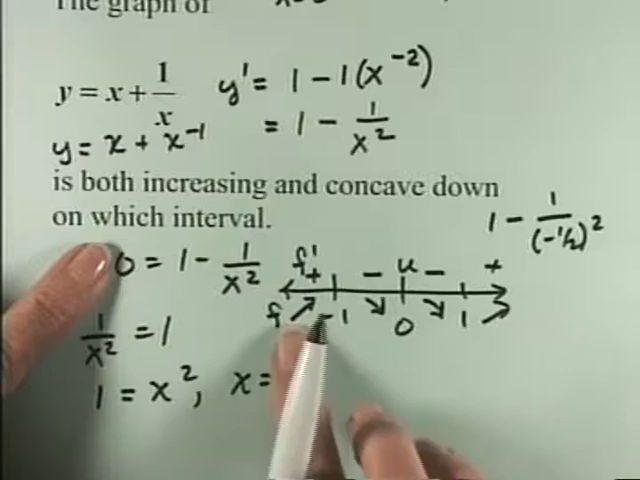 The graph of
y = x + 1/x y' = 1 - 1(x^-2)
y = x + x^-1 = 1 - 1/x^2
is both increasing and concave down
on which interval.
1 - 1/(-1/2)^2
0 = 1 - 1/x^2
f' + - u - +
f -1 0 1
1/x^2 = 1
1 = x^2, x =